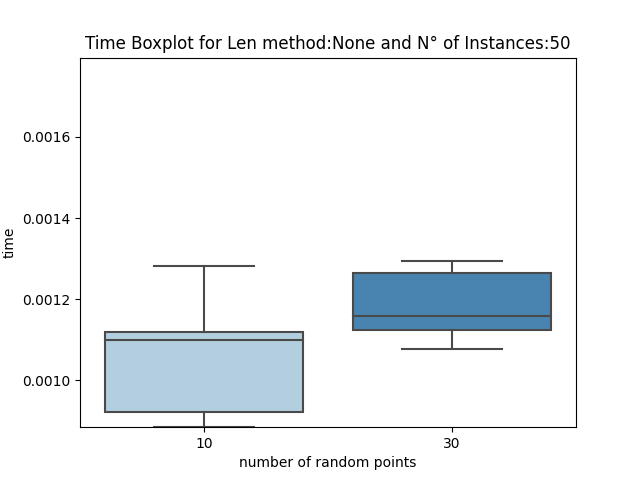 Time Boxplot for Len method:None and N° of Instances:50
0.0016
0.0014
0.0012
0.0010
time
10
30
number of random points